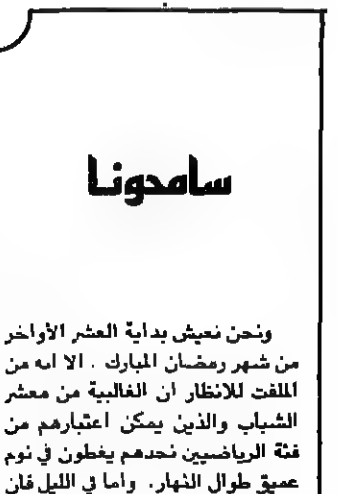 سامحونا
ونحن نعيش بداية العشر الأواخر
من شهر رمضان المبارك . الا انه من
الملفت للانظار ان الغالبية من معشر
الشباب والذين يمكن اعتبارهم من
فئة الرياضيين نجدهم يغطون في نوم
عميق طوال النهار. واما في الليل فان